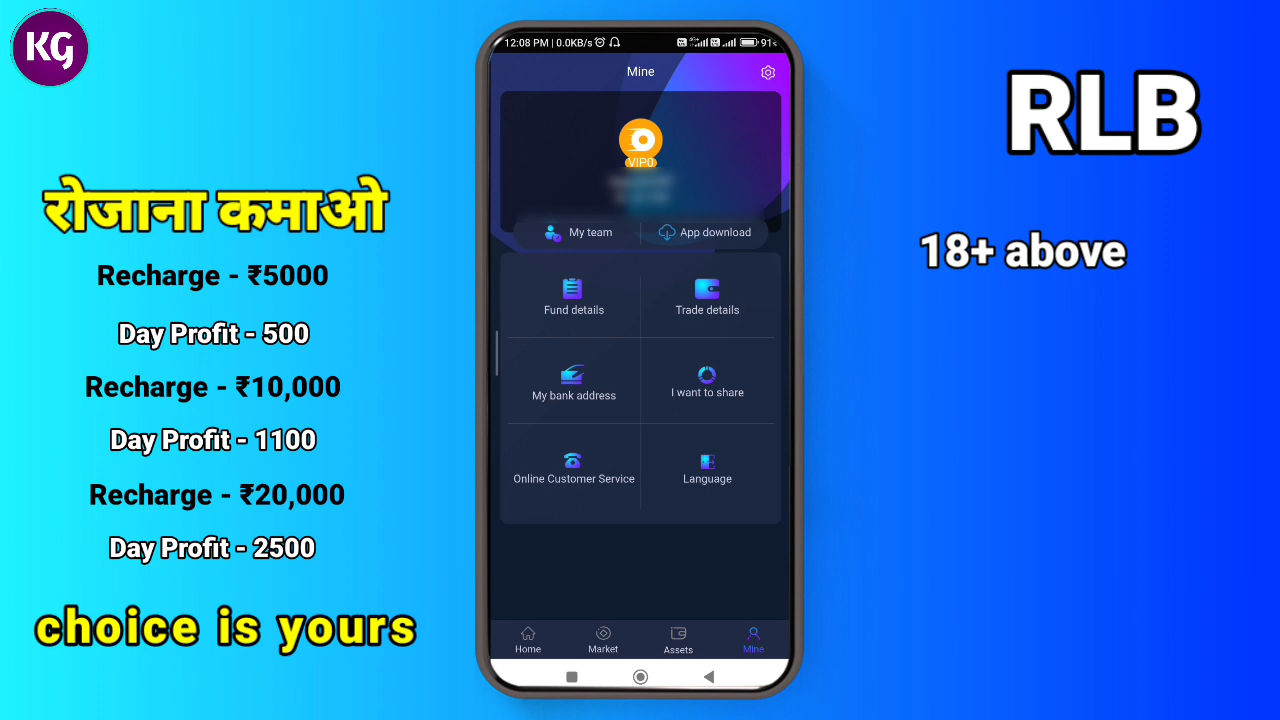 KG
रोजाना कमाओ
Recharge - ₹5000
Day Profit - 500
Recharge - ₹10,000
Day Profit - 1100
Recharge - ₹20,000
Day Profit - 2500
choice is yours
12:08 PM | 0.0KB/s
4G+
91
Mine
VIP0
My team
App download
Fund details
Trade details
My bank address
I want to share
Online Customer Service
Language
Home
Market
Assets
Mine
RLB
18+ above